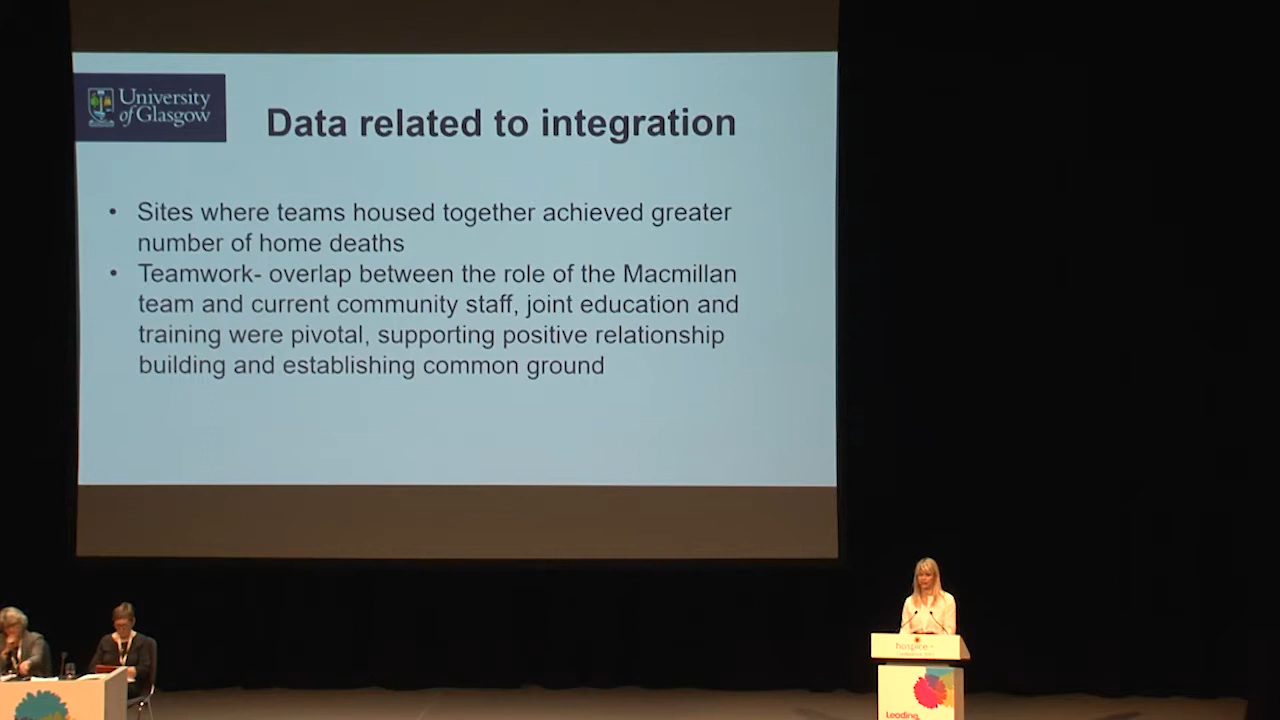 University
of Glasgow
Data related to integration
• Sites where teams housed together achieved greater
number of home deaths
• Teamwork- overlap between the role of the Macmillan
team and current community staff, joint education and
training were pivotal, supporting positive relationship
building and establishing common ground
hospice
Leading,